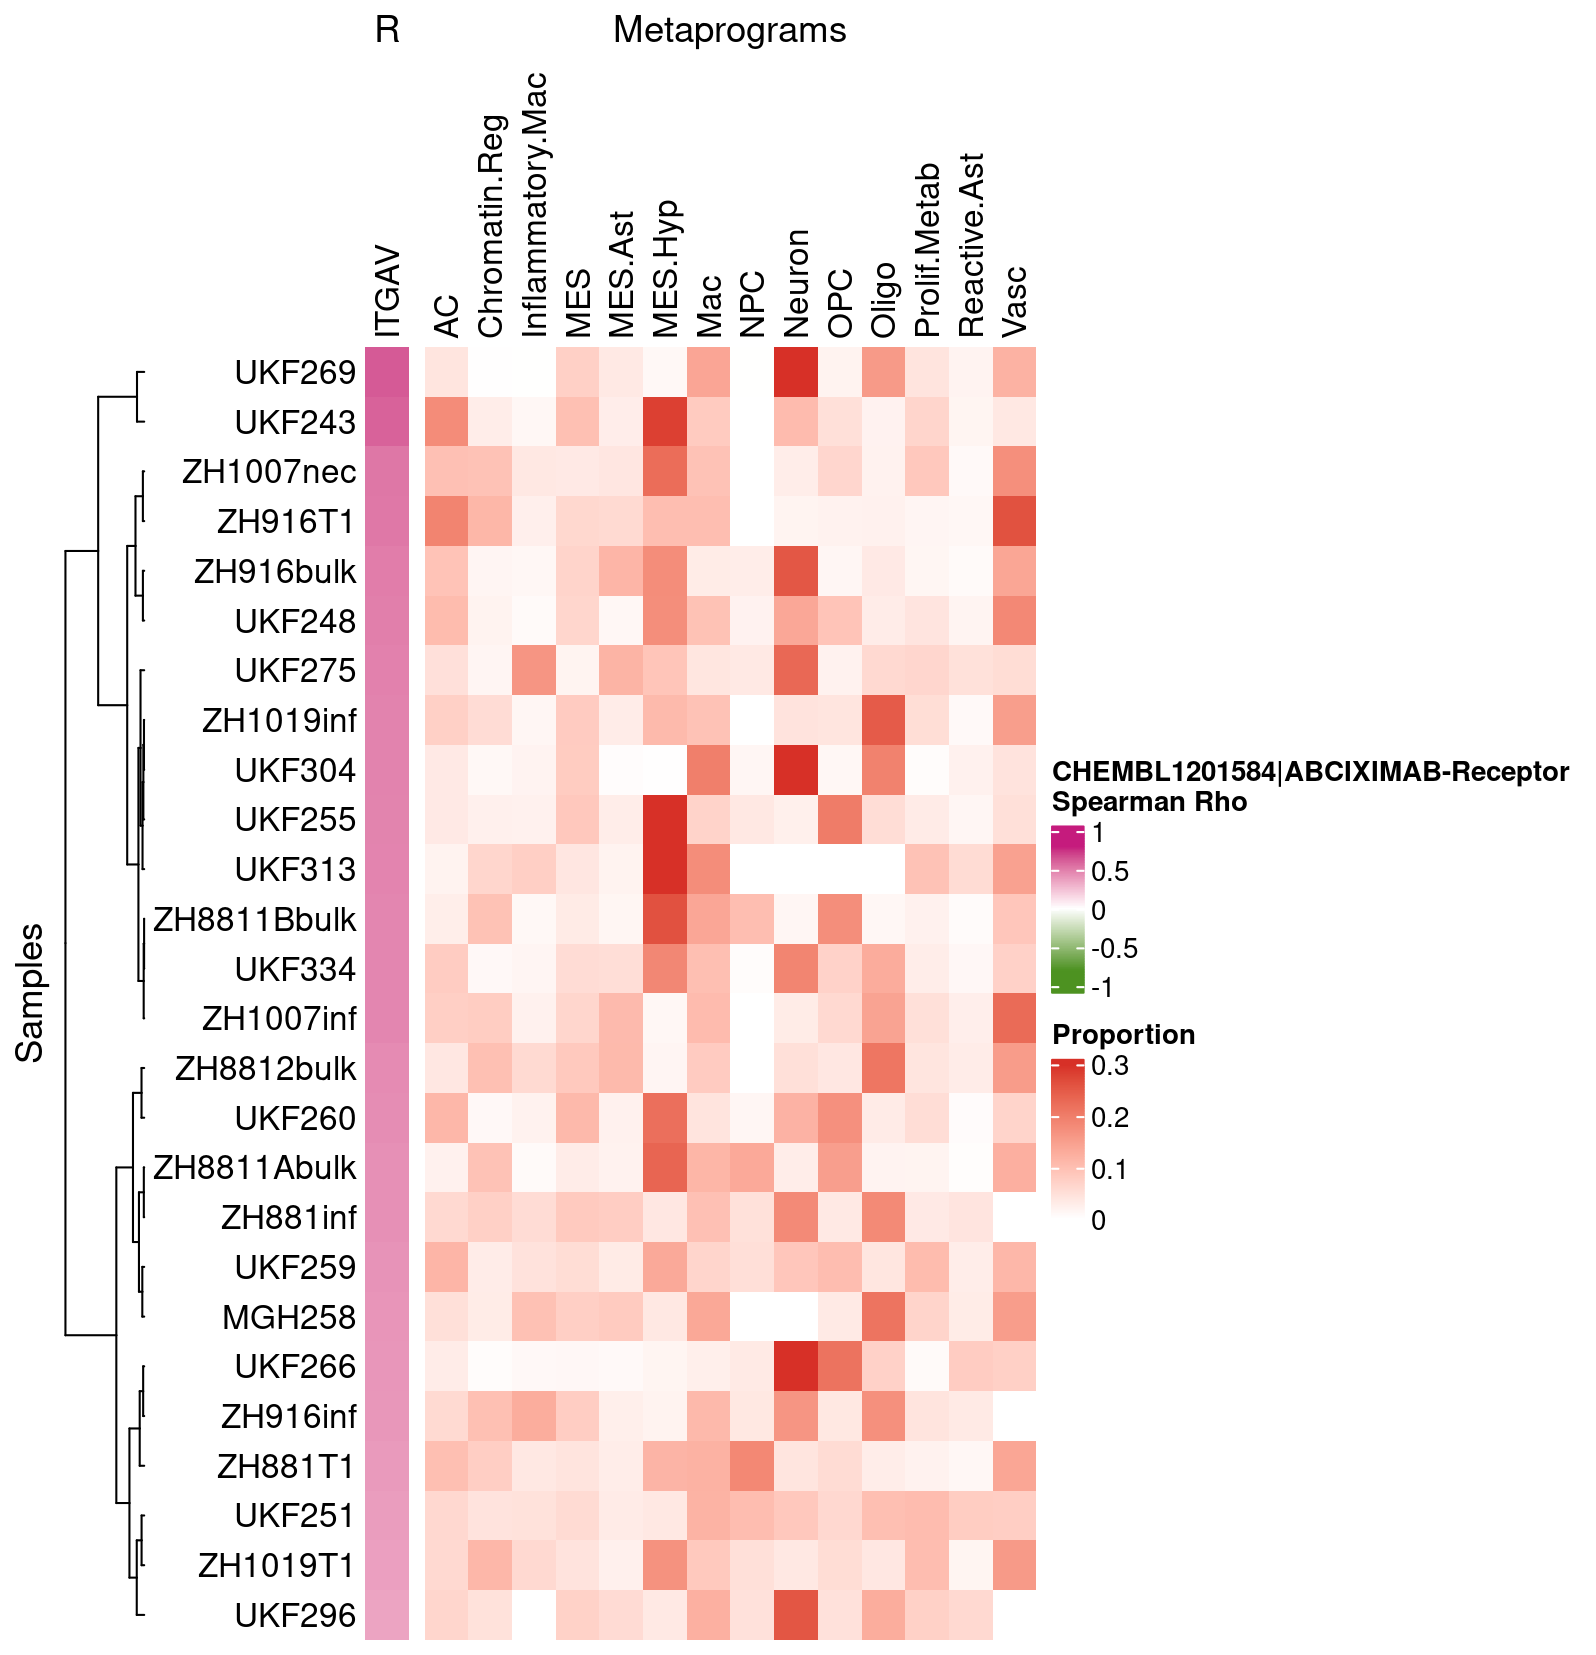 R
Metaprograms
ITGAV
AC
Chromatin.Reg
Inflammatory.Mac
MES
MES.Ast
MES.Hyp
Mac
NPC
Neuron
OPC
Oligo
Prolif.Metab
Reactive.Ast
Vasc
Samples
UKF269
UKF243
ZH1007nec
ZH916T1
ZH916bulk
UKF248
UKF275
ZH1019inf
UKF304
UKF255
UKF313
ZH8811Bbulk
UKF334
ZH1007inf
ZH8812bulk
UKF260
ZH8811Abulk
ZH881inf
UKF259
MGH258
UKF266
ZH916inf
ZH881T1
UKF251
ZH1019T1
UKF296
CHEMBL1201584|ABCIXIMAB-Receptor
Spearman Rho
1
0.5
0
-0.5
-1
Proportion
0.3
0.2
0.1
0